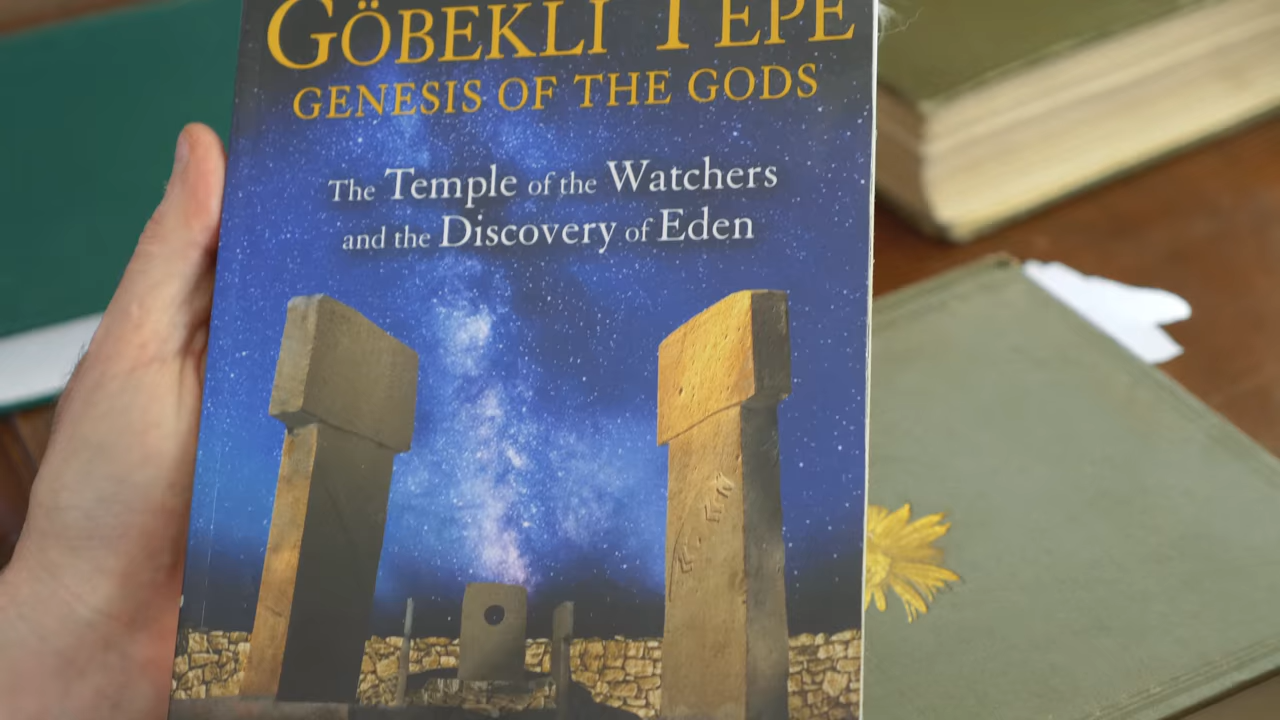 GÖBEKLI TEPE
GENESIS OF THE GODS
The Temple of the Watchers
and the Discovery of Eden